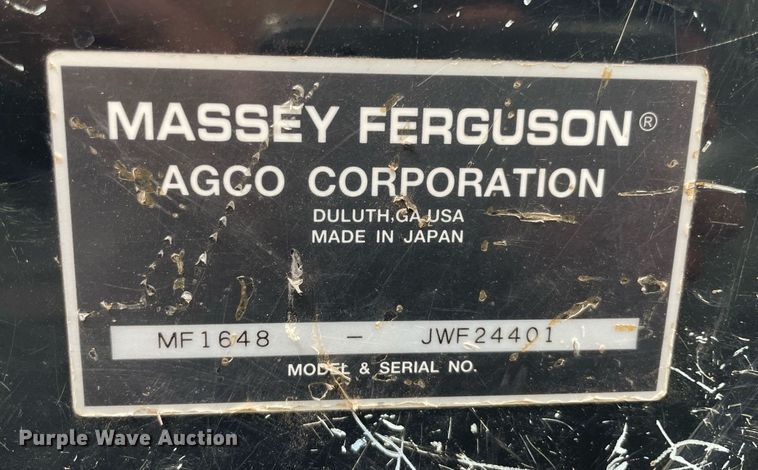 MASSEY FERGUSON®
AGCO CORPORATION
DULUTH,GA,USA
MADE IN JAPAN
MF1648 - JWF24401
MODEL & SERIAL NO.
Purple Wave Auction